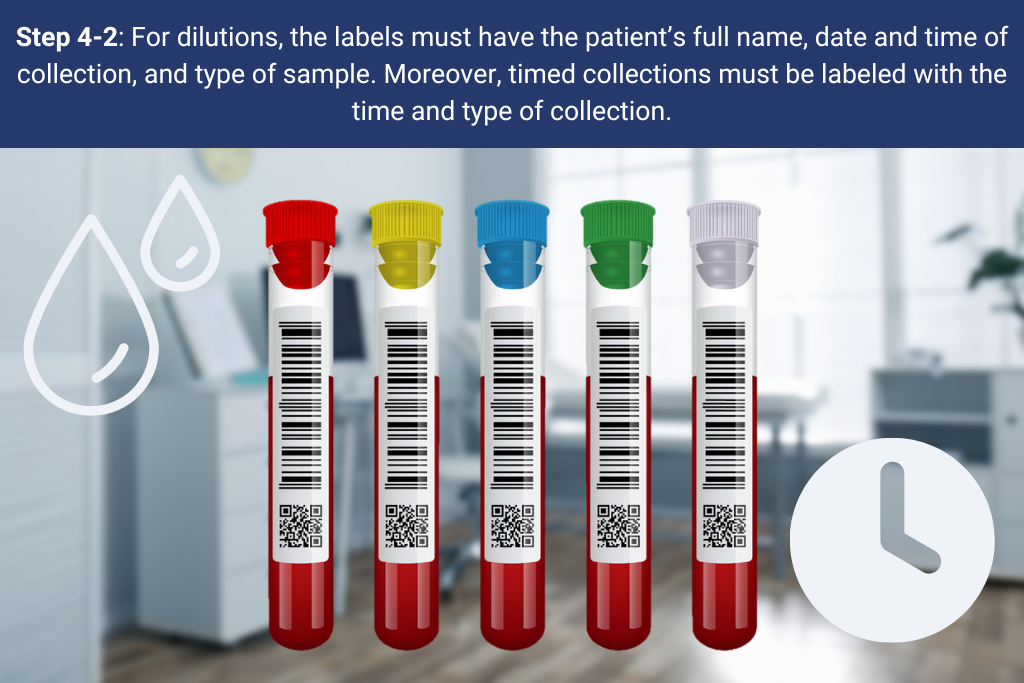 Step 4-2: For dilutions, the labels must have the patient’s full name, date and time of
collection, and type of sample. Moreover, timed collections must be labeled with the
time and type of collection.